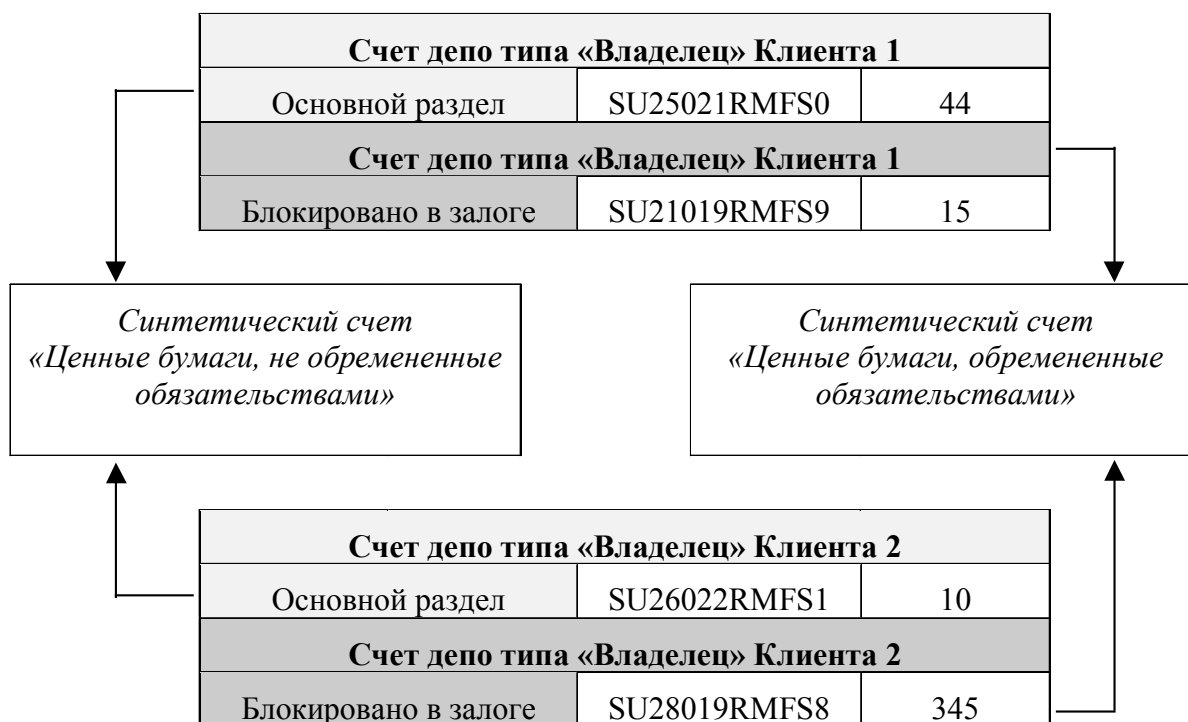 Счет депо типа «Владелец» Клиента 1
Основной раздел SU25021RMFS0 44
Счет депо типа «Владелец» Клиента 1
Блокировано в залоге SU21019RMFS9 15
Синтетический счет
«Ценные бумаги, не обремененные
обязательствами»
Синтетический счет
«Ценные бумаги, обремененные
обязательствами»
Счет депо типа «Владелец» Клиента 2
Основной раздел SU26022RMFS1 10
Счет депо типа «Владелец» Клиента 2
Блокировано в залоге SU28019RMFS8 345